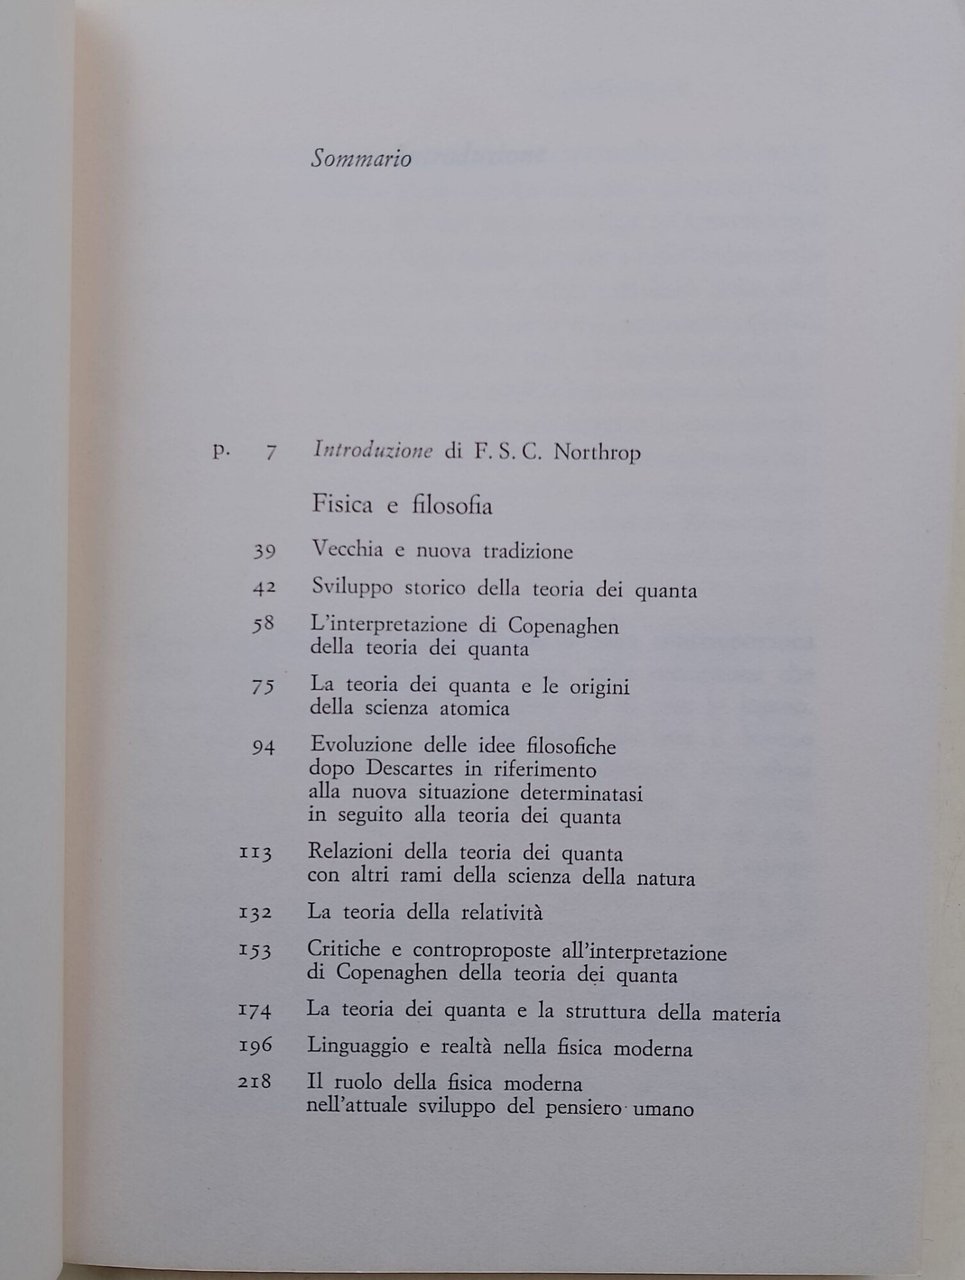 Sommario
p. 7 Introduzione di F. S. C. Northrop
Fisica e filosofia
39 Vecchia e nuova tradizione
42 Sviluppo storico della teoria dei quanta
58 L'interpretazione di Copenaghen
della teoria dei quanta
75 La teoria dei quanta e le origini
della scienza atomica
94 Evoluzione delle idee filosofiche
dopo Descartes in riferimento
alla nuova situazione determinatasi
in seguito alla teoria dei quanta
113 Relazioni della teoria dei quanta
con altri rami della scienza della natura
132 La teoria della relatività
153 Critiche e controproposte all'interpretazione
di Copenaghen della teoria dei quanta
174 La teoria dei quanta e la struttura della materia
196 Linguaggio e realtà nella fisica moderna
218 Il ruolo della fisica moderna
nell'attuale sviluppo del pensiero umano